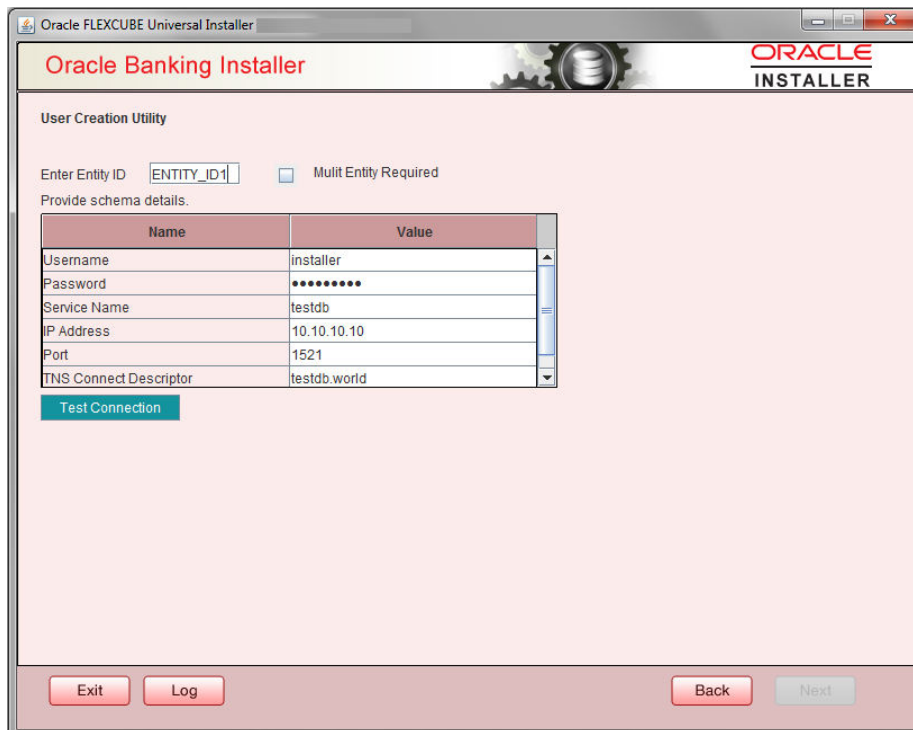 Oracle FLEXCUBE Universal Installer
Oracle Banking Installer
ORACLE
INSTALLER
User Creation Utility
Enter Entity ID ENTITY_ID1 Mulit Entity Required
Provide schema details.
Name Value
Username installer
Password •••••••••
Service Name testdb
IP Address 10.10.10.10
Port 1521
TNS Connect Descriptor testdb.world
Test Connection
Exit Log Back Next